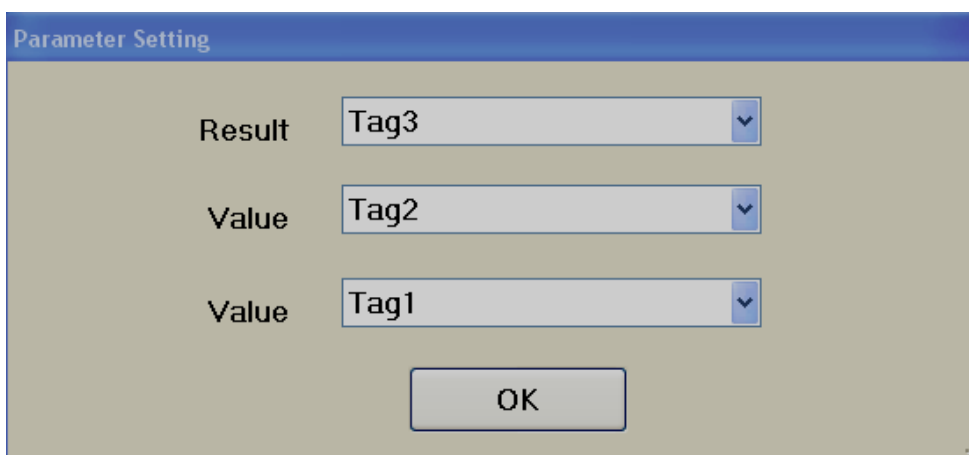 Parameter Setting
Result Tag3
Value Tag2
Value Tag1
OK